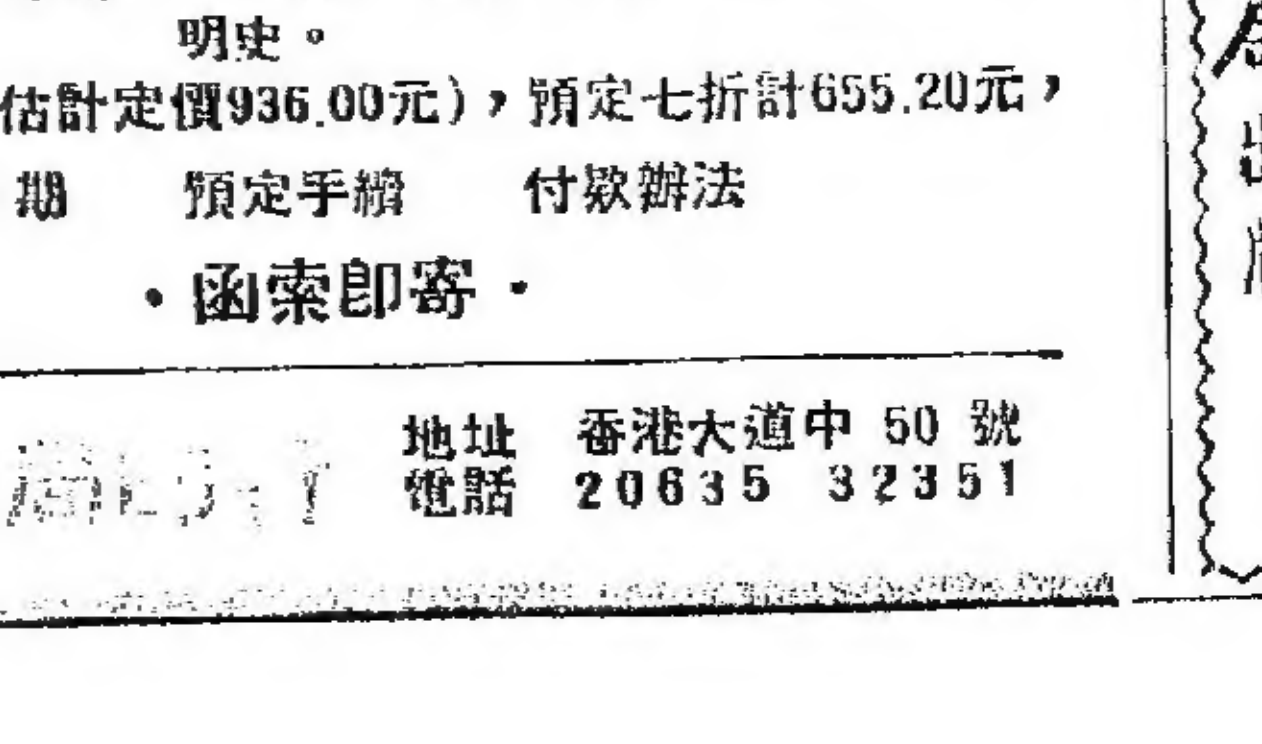 明史。
估計定價936.00元)，預定七折計655.20元，
期 預定手續 付款辦法
·函索即寄·
地址 香港大道中 50 號
電話 20635 32351
出